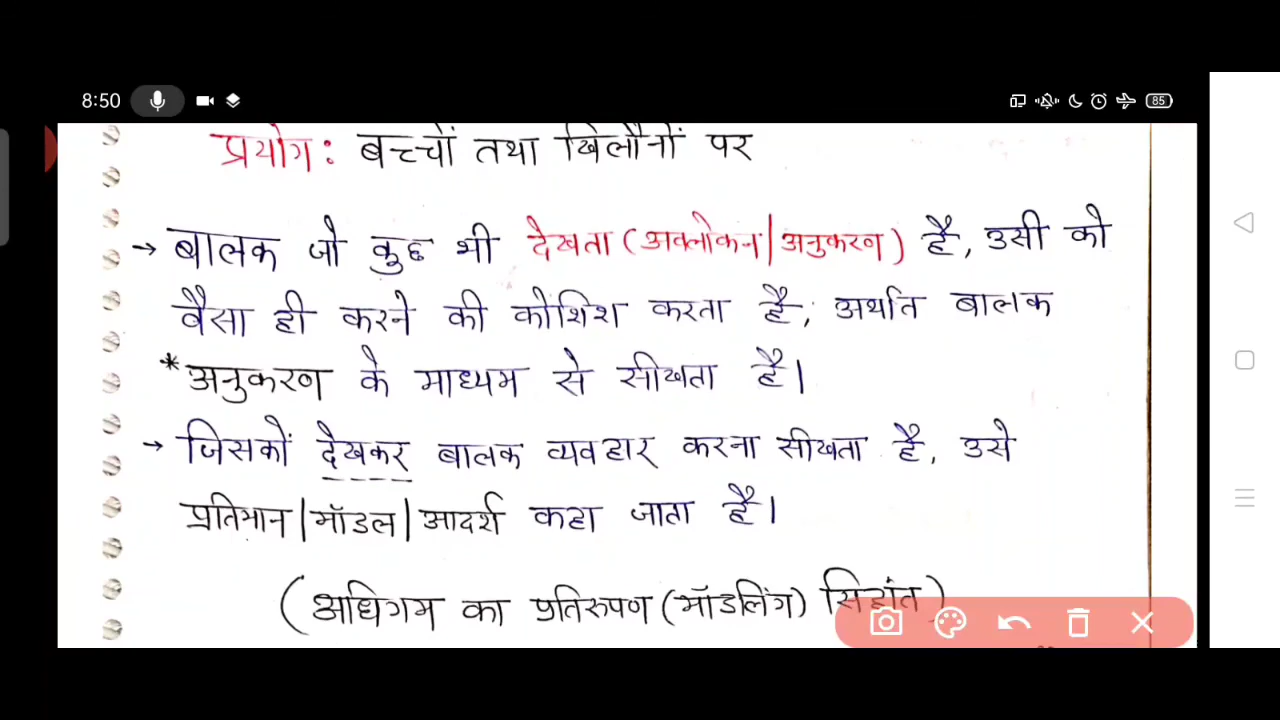 8:50
85
प्रयोग: बच्चों तथा खिलौनों पर
→ बालक जो कुछ भी देखता (अवलोकन|अनुकरण) है, उसी को
वैसा ही करने की कोशिश करता है; अर्थात बालक
*अनुकरण के माध्यम से सीखता है।
→ जिसकों देखकर बालक व्यवहार करना सीखता है, उसे
प्रतिमान|मॉडल|आदर्श कहा जाता है।
(अधिगम का प्रतिरुपण (मॉडलिंग) सिद्धांत)